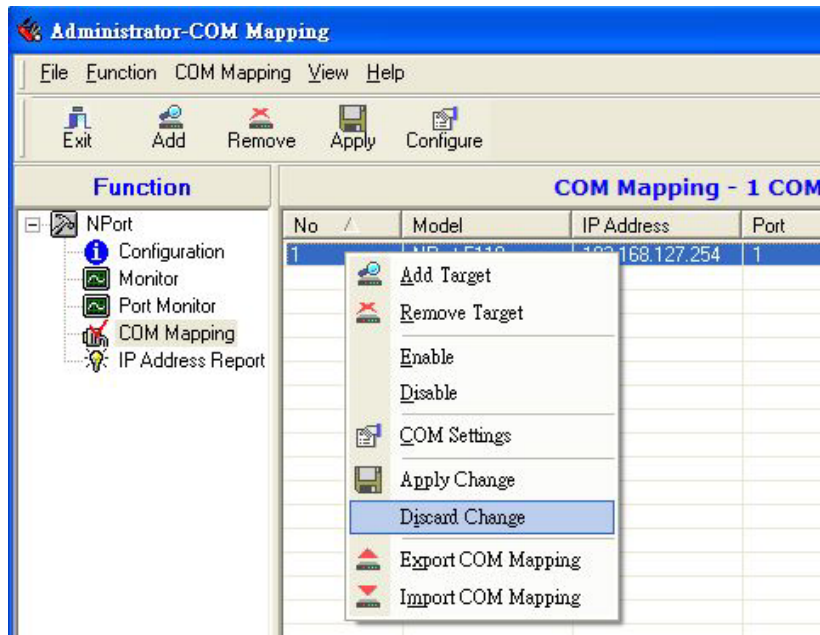 Administrator-COM Mapping
File Function COM Mapping View Help
Exit Add Remove Apply Configure
Function
COM Mapping - 1 COM
No Model IP Address Port
1 168.127.254 1
NPort
Configuration
Monitor
Port Monitor
COM Mapping
IP Address Report
Add Target
Remove Target
Enable
Disable
COM Settings
Apply Change
Discard Change
Export COM Mapping
Import COM Mapping